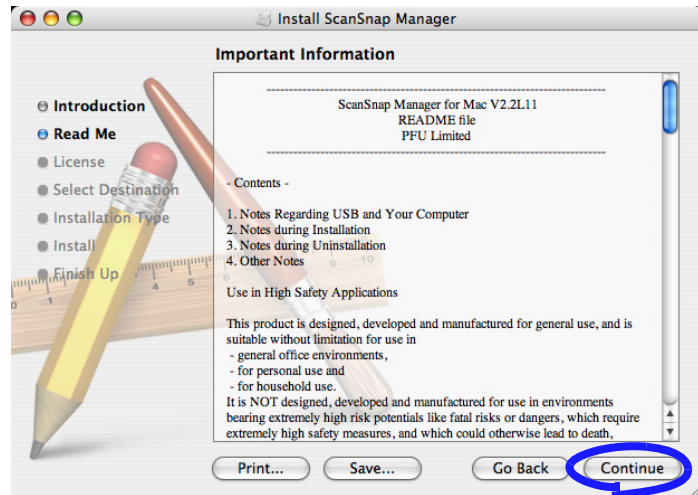 Install ScanSnap Manager
Important Information
Introduction
Read Me
License
Select Destination
Installation Type
Install
Finish Up
ScanSnap Manager for Mac V2.2L11
README file
PFU Limited
- Contents -
1. Notes Regarding USB and Your Computer
2. Notes during Installation
3. Notes during Uninstallation
4. Other Notes
Use in High Safety Applications
This product is designed, developed and manufactured for general use, and is
suitable without limitation for use in
- general office environments,
- for personal use and
- for household use.
It is NOT designed, developed and manufactured for use in environments
bearing extremely high risk potentials like fatal risks or dangers, which require
extremely high safety measures, and which could otherwise lead to death,
Print...
Save...
Go Back
Continue